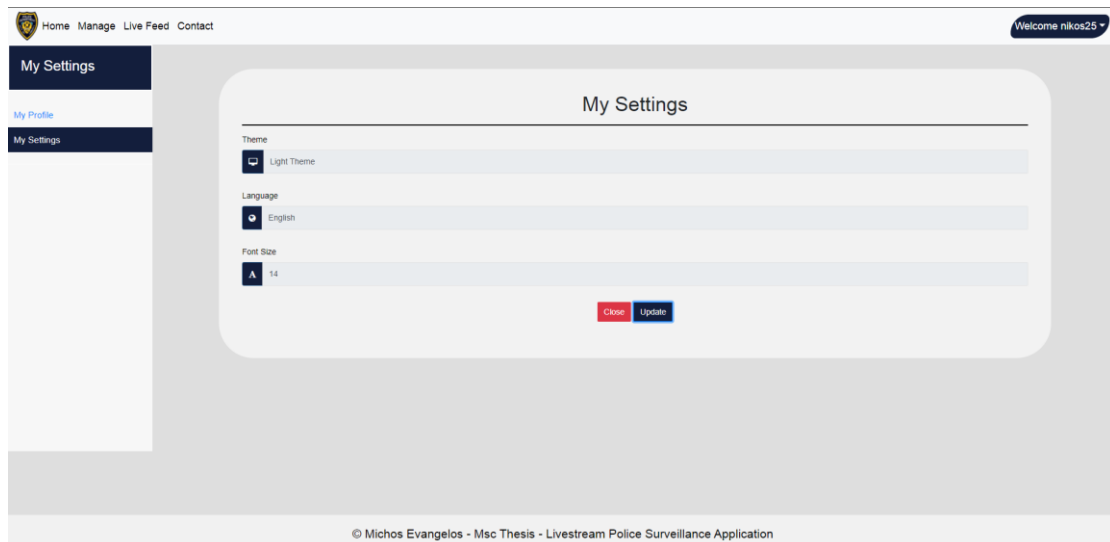 Home Manage Live Feed Contact
Welcome nikos25
My Settings
My Profile
My Settings
My Settings
Theme
Light Theme
Language
English
Font Size
A 14
Close Update
© Michos Evangelos - Msc Thesis - Livestream Police Surveillance Application